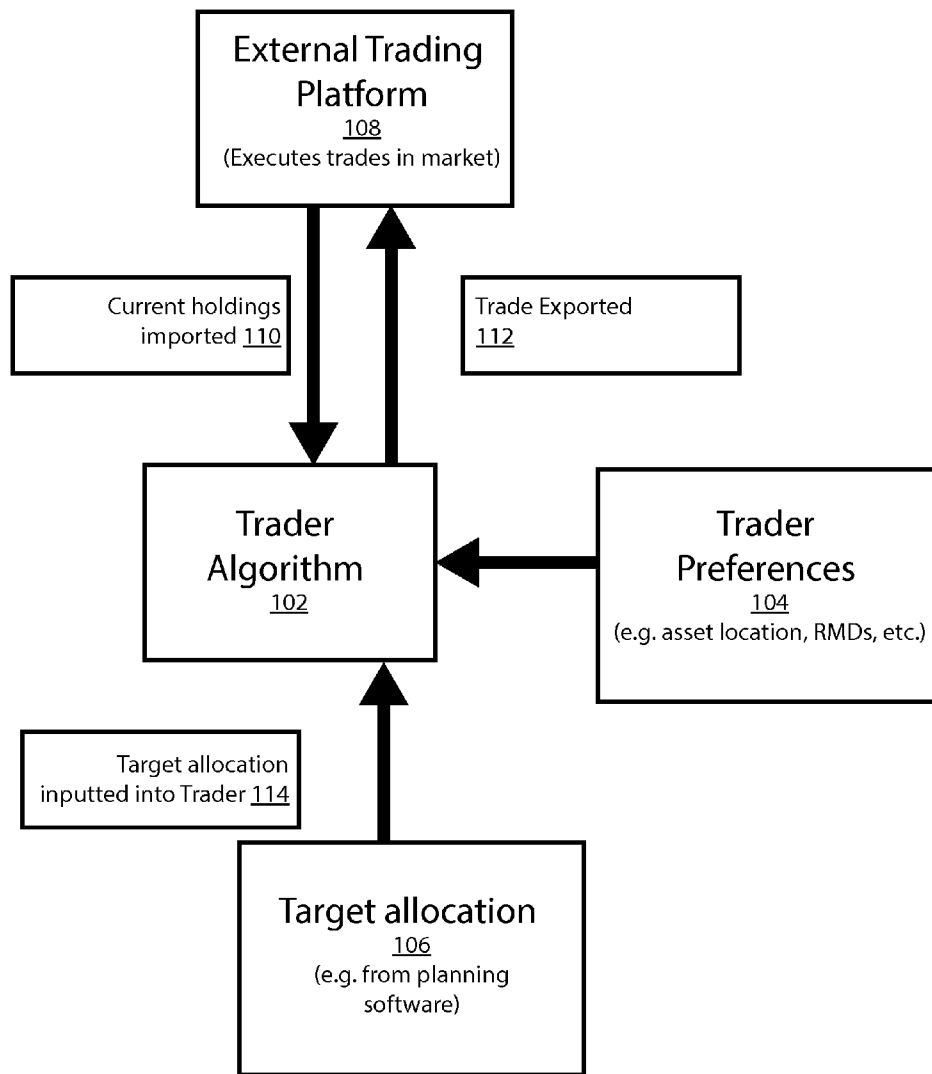 External Trading
Platform
108
(Executes trades in market)
Current holdings
imported 110
Trade Exported
112
Trader
Algorithm
102
Trader
Preferences
104
(e.g. asset location, RMDs, etc.)
Target allocation
inputted into Trader 114
Target allocation
106
(e.g. from planning
software)